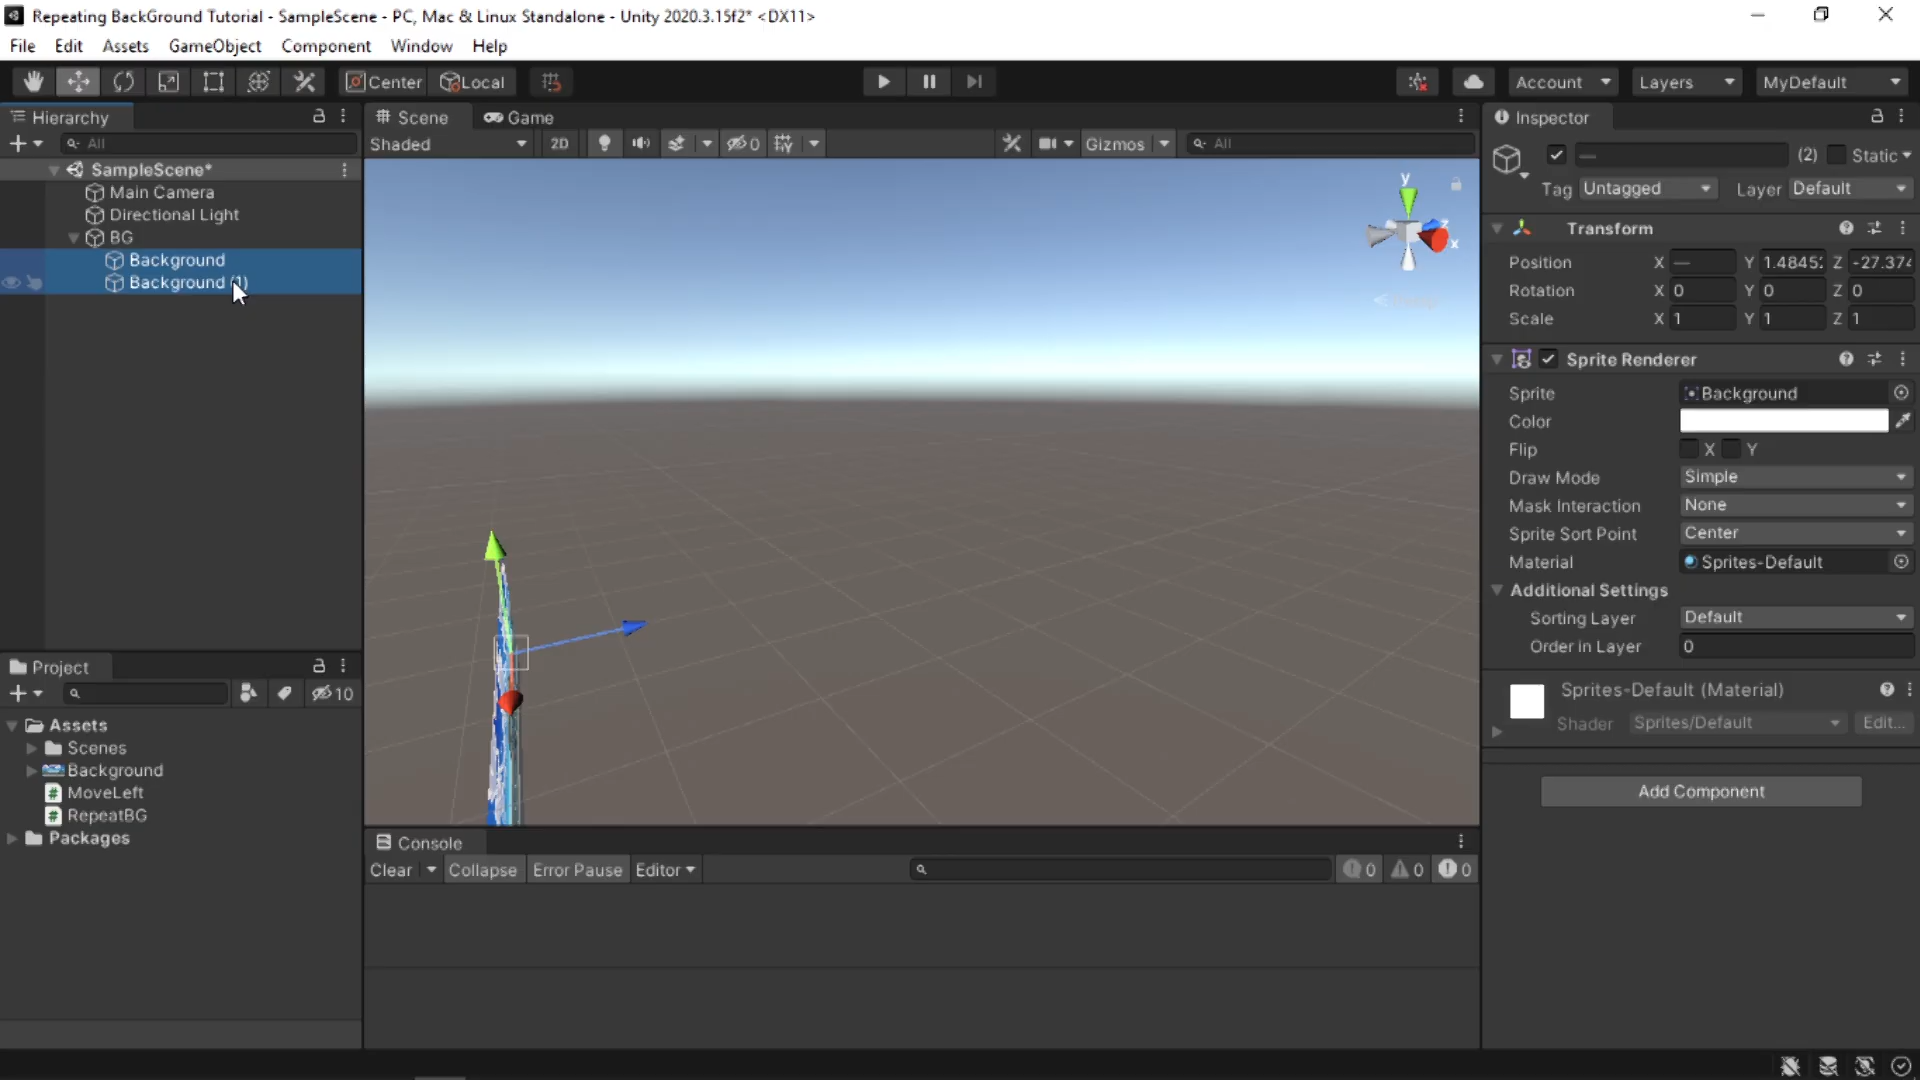 Repeating BackGround Tutorial - SampleScene - PC, Mac & Linux Standalone - Unity 2020.3.15f2* <DX11>
File Edit Assets GameObject Component Window Help
Center Local Account Layers MyDefault
Hierarchy
All
SampleScene*
Main Camera
Directional Light
BG
Background
Background (1)
Scene Game
Shaded 2D 0 Gizmos All
y
z
x
Inspector
(2) Static
Tag Untagged Layer Default
Transform
Position X — Y 1.4845 Z -27.374
Rotation X 0 Y 0 Z 0
Scale X 1 Y 1 Z 1
Sprite Renderer
Sprite Background
Color
Flip X Y
Draw Mode Simple
Mask Interaction None
Sprite Sort Point Center
Material Sprites-Default
Additional Settings
Sorting Layer Default
Order in Layer 0
Sprites-Default (Material)
Shader Sprites/Default Edit...
Add Component
Project
10
Assets
Scenes
Background
MoveLeft
RepeatBG
Packages
Console
Clear Collapse Error Pause Editor 0 0 0